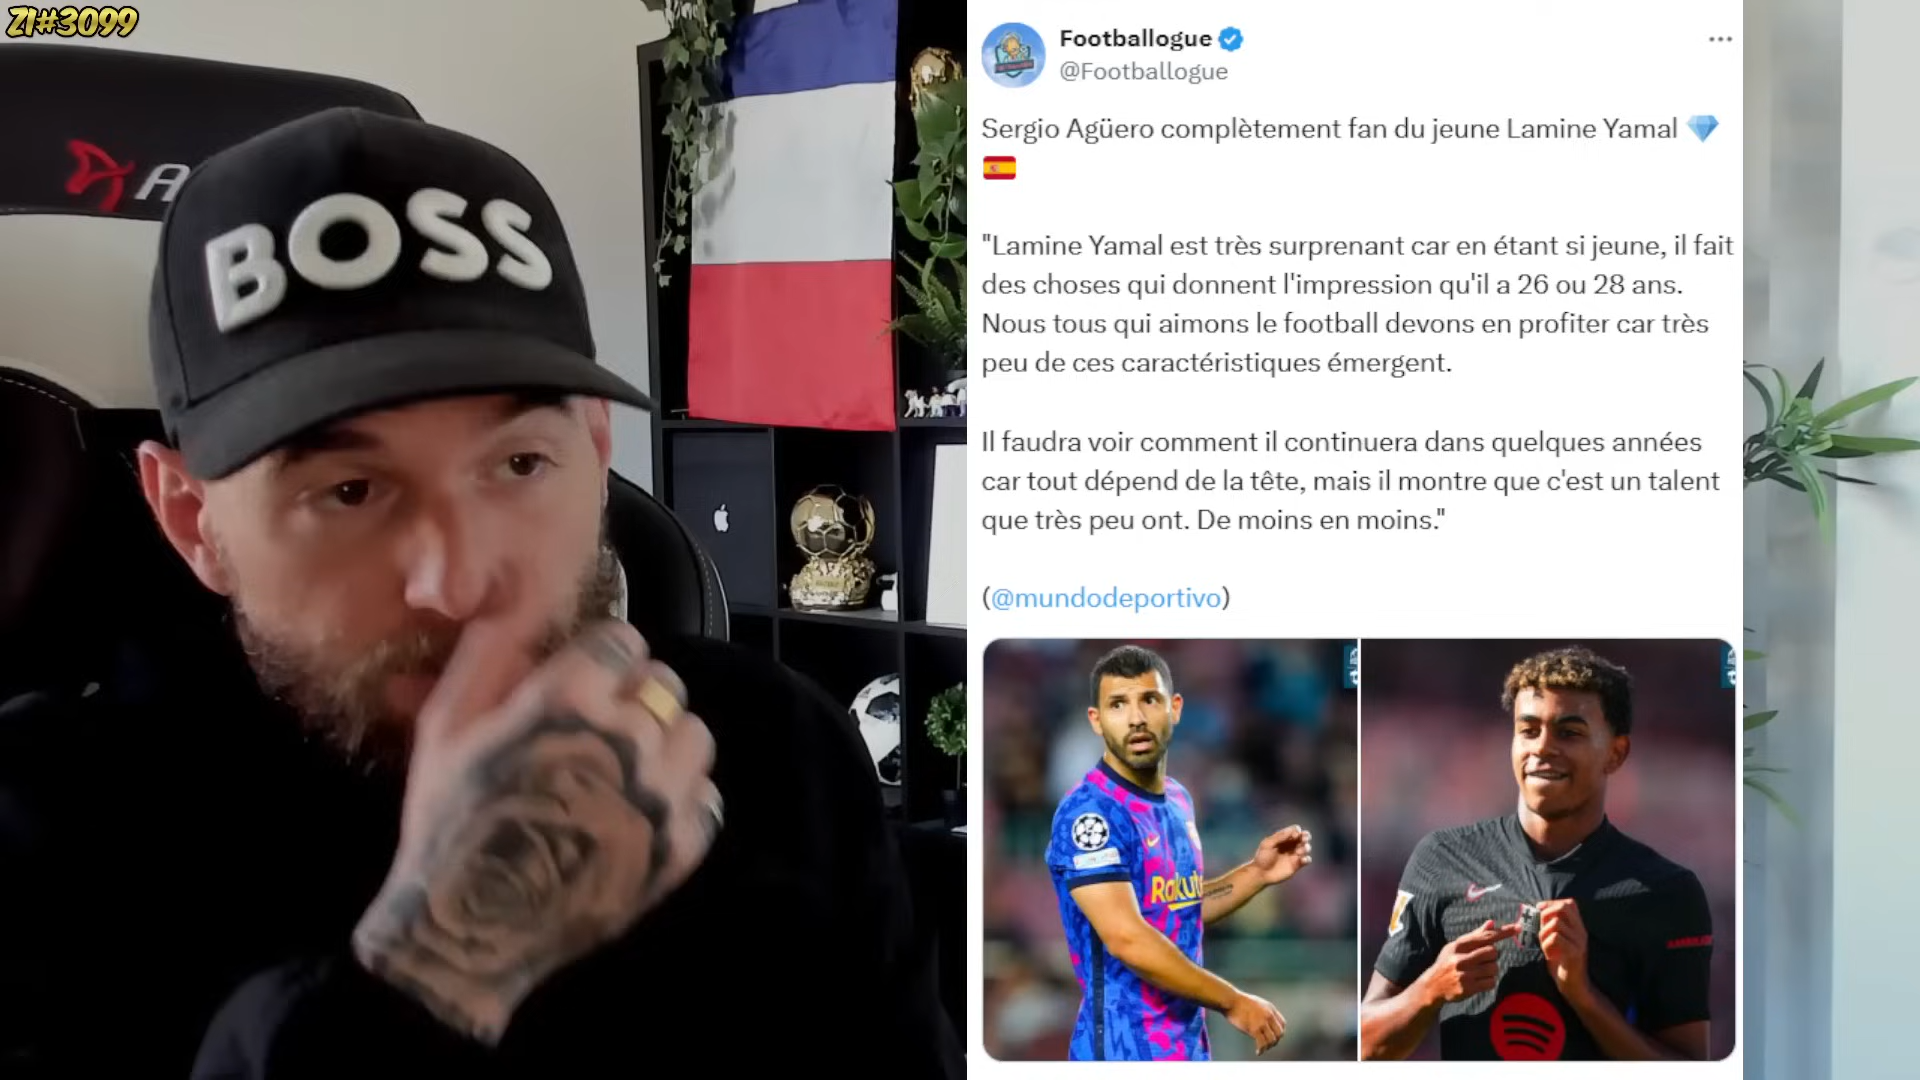 ZI#3099
BOSS
Footballogue
@Footballogue
Sergio Agüero complètement fan du jeune Lamine Yamal
"Lamine Yamal est très surprenant car en étant si jeune, il fait
des choses qui donnent l'impression qu'il a 26 ou 28 ans.
Nous tous qui aimons le football devons en profiter car très
peu de ces caractéristiques émergent.
Il faudra voir comment il continuera dans quelques années
car tout dépend de la tête, mais il montre que c'est un talent
que très peu ont. De moins en moins."
(@mundodeportivo)